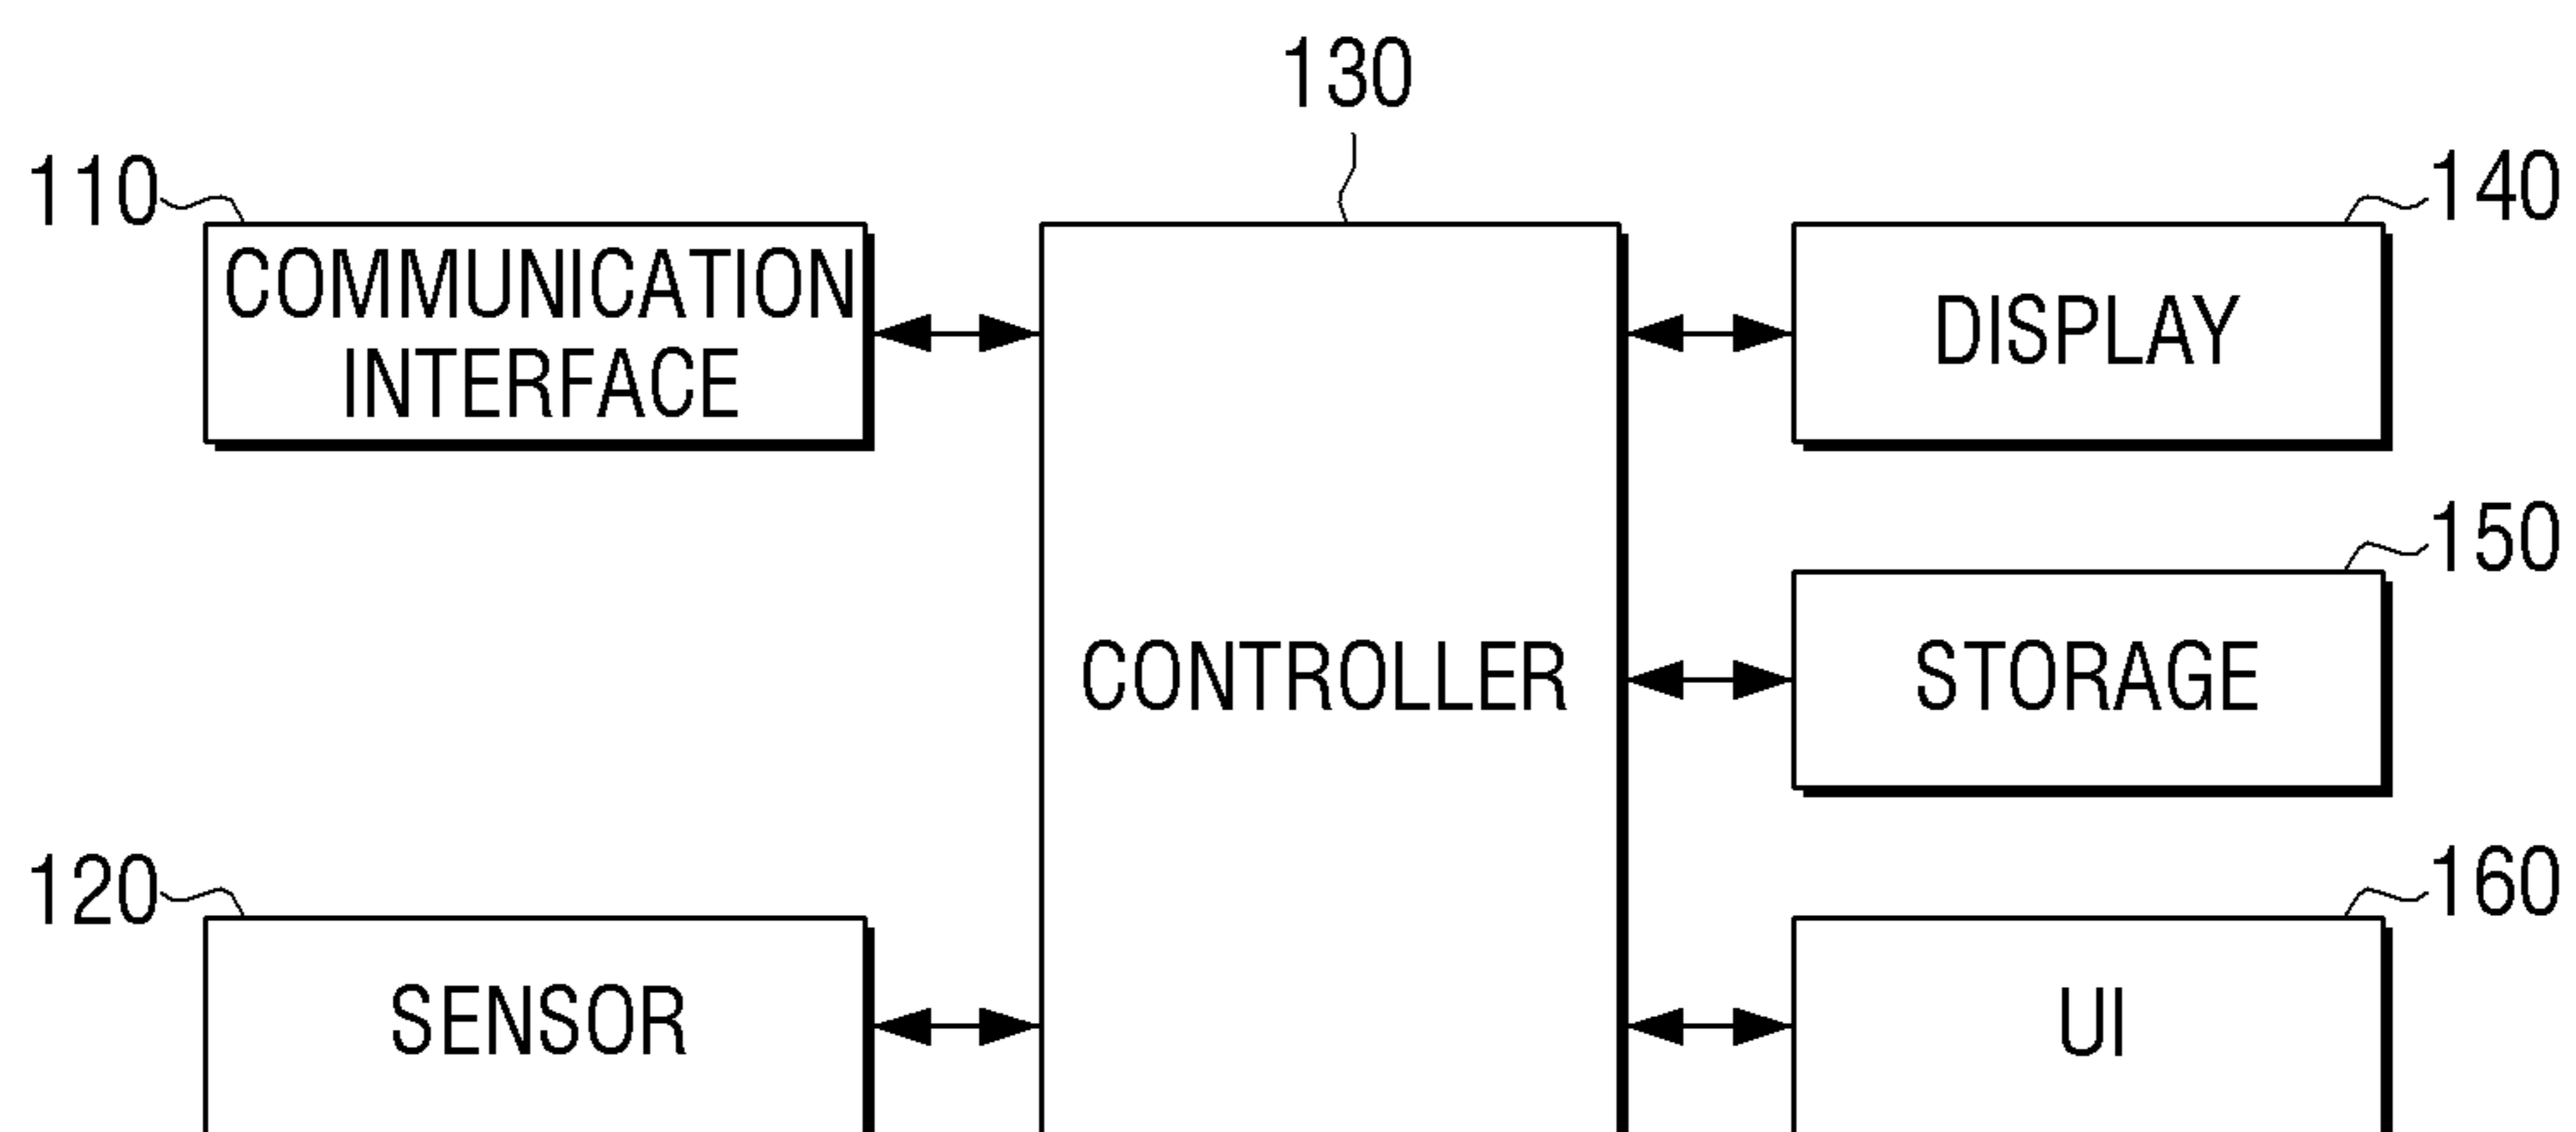 130
110
140
COMMUNICATION
INTERFACE
DISPLAY
150
CONTROLLER
STORAGE
120
160
SENSOR
UI